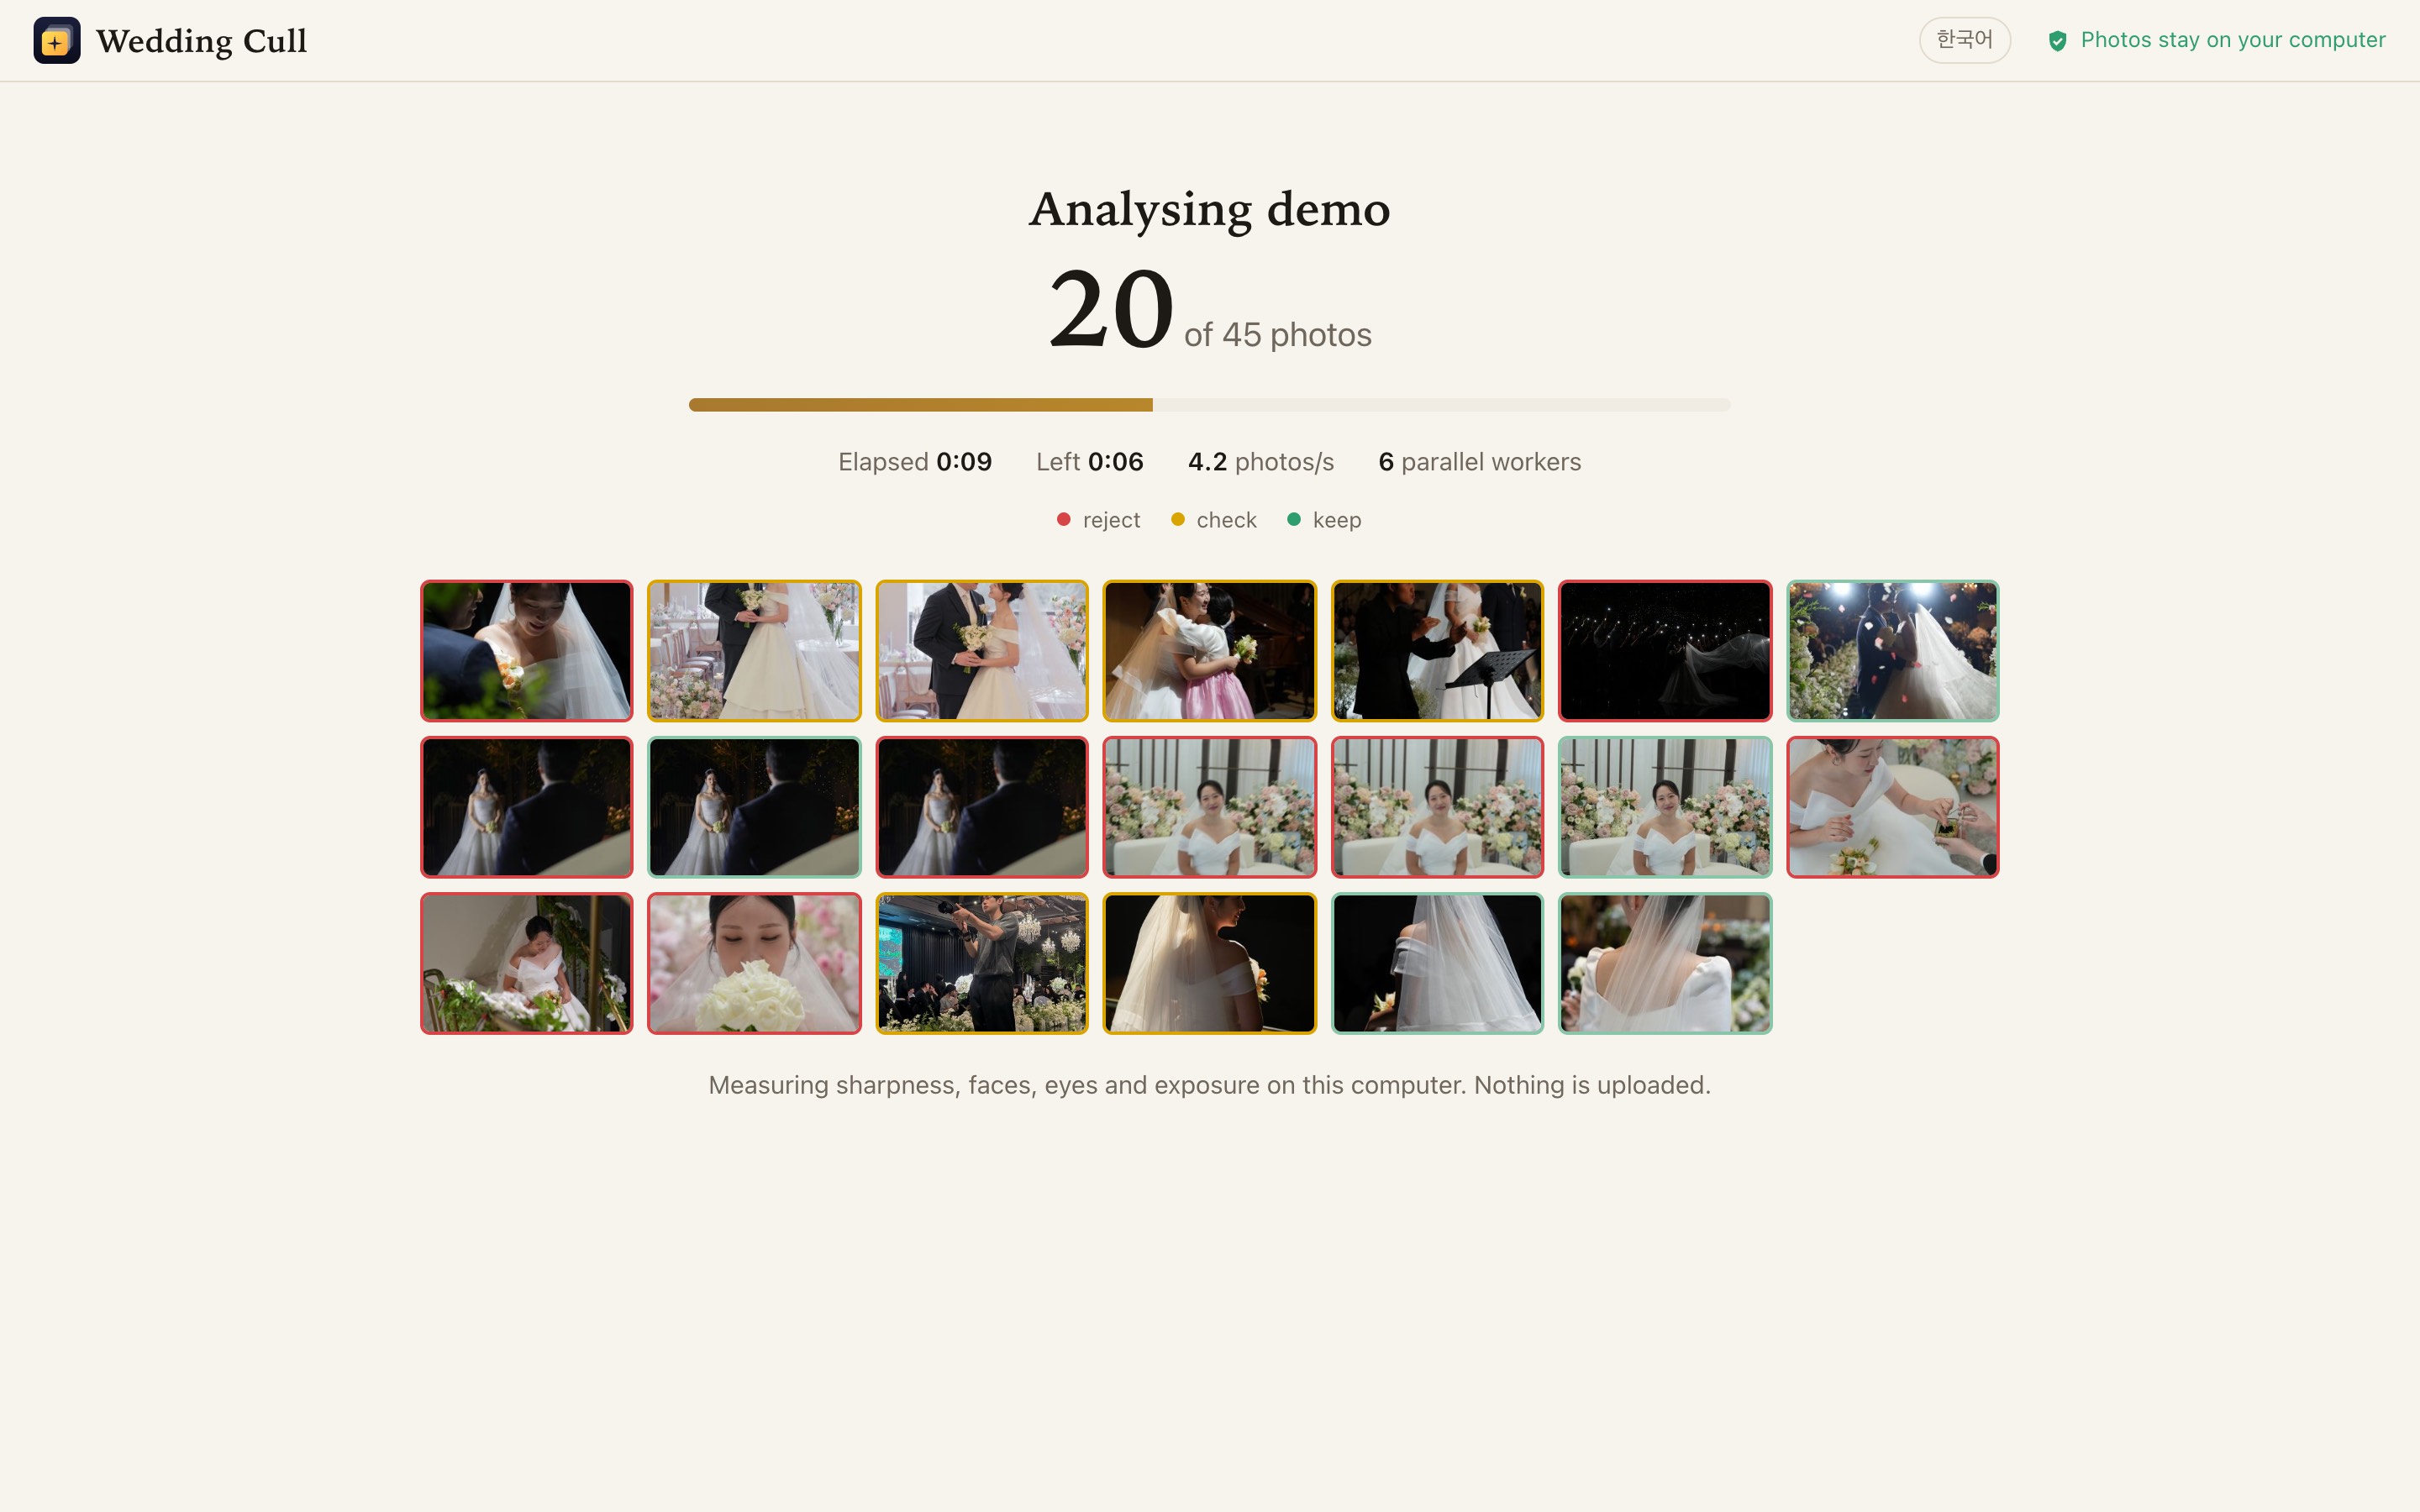 Wedding Cull
한국어
Photos stay on your computer
Analysing demo
20 of 45 photos
Elapsed 0:09 Left 0:06 4.2 photos/s 6 parallel workers
reject check keep
Measuring sharpness, faces, eyes and exposure on this computer. Nothing is uploaded.